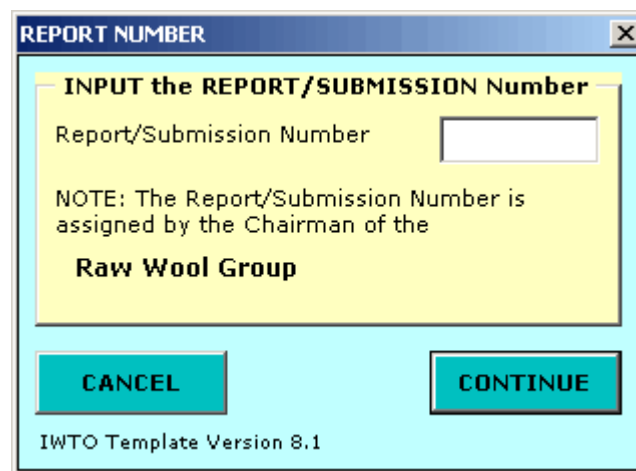 REPORT NUMBER
INPUT the REPORT/SUBMISSION Number
Report/Submission Number
NOTE: The Report/Submission Number is
assigned by the Chairman of the
Raw Wool Group
CANCEL
CONTINUE
IWTO Template Version 8.1